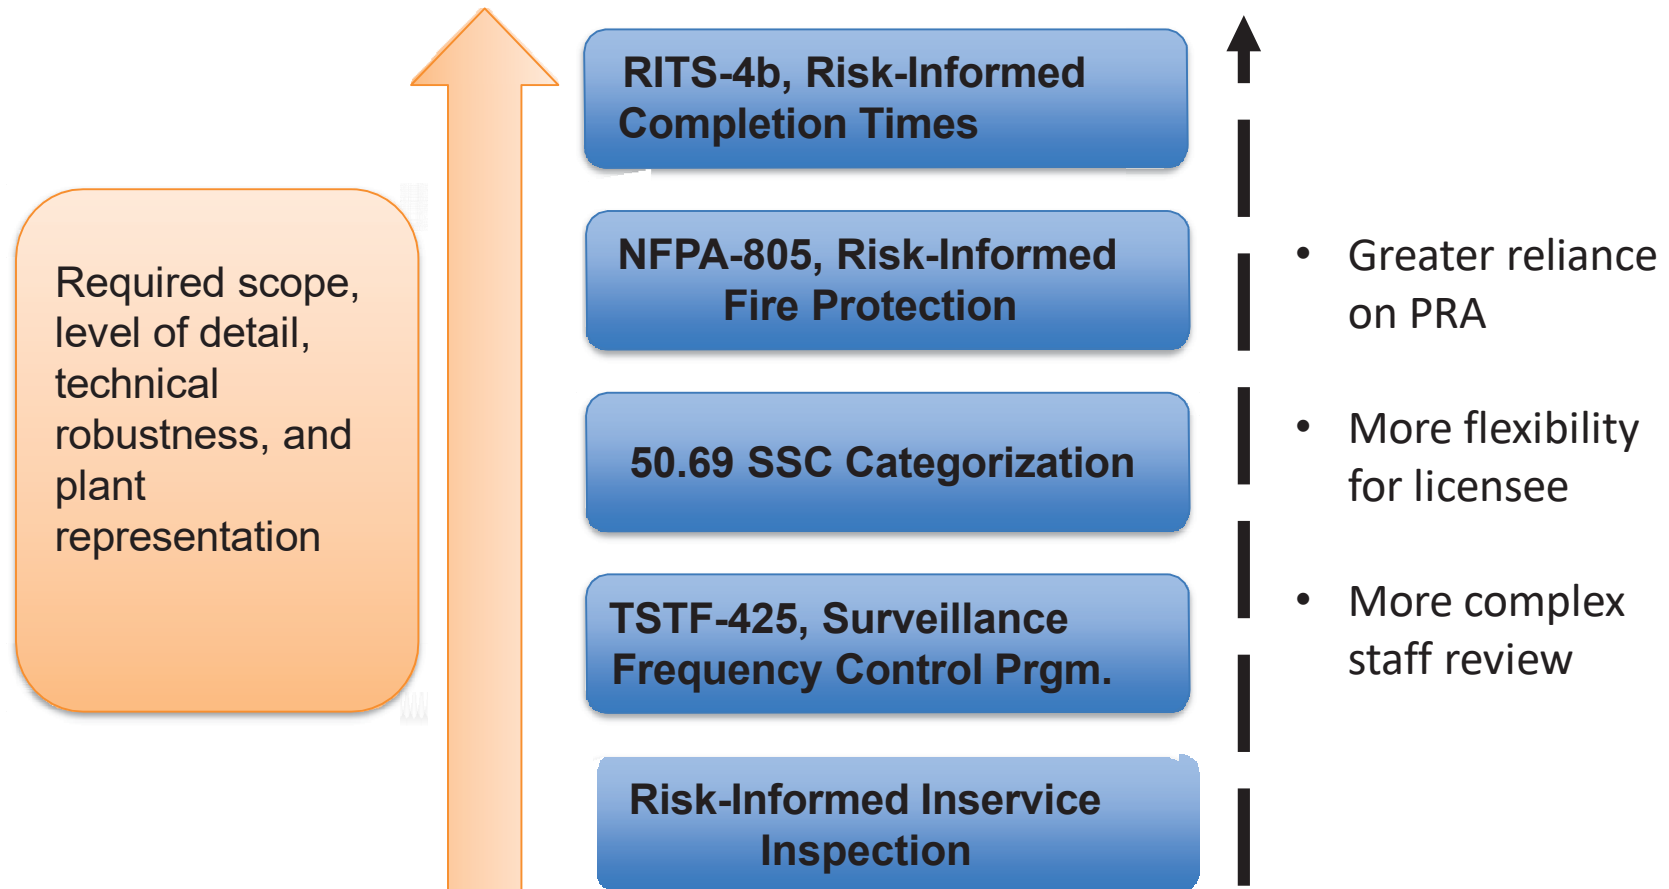 RITS-4b, Risk-Informed
Completion Times
Required scope,
level of detail,
technical
robustness, and
plant
representation
NFPA-805, Risk-Informed
Fire Protection
50.69 SSC Categorization
TSTF-425, Surveillance
Frequency Control Prgm.
Risk-Informed Inservice
Inspection
• Greater reliance
on PRA
• More flexibility
for licensee
• More complex
staff review